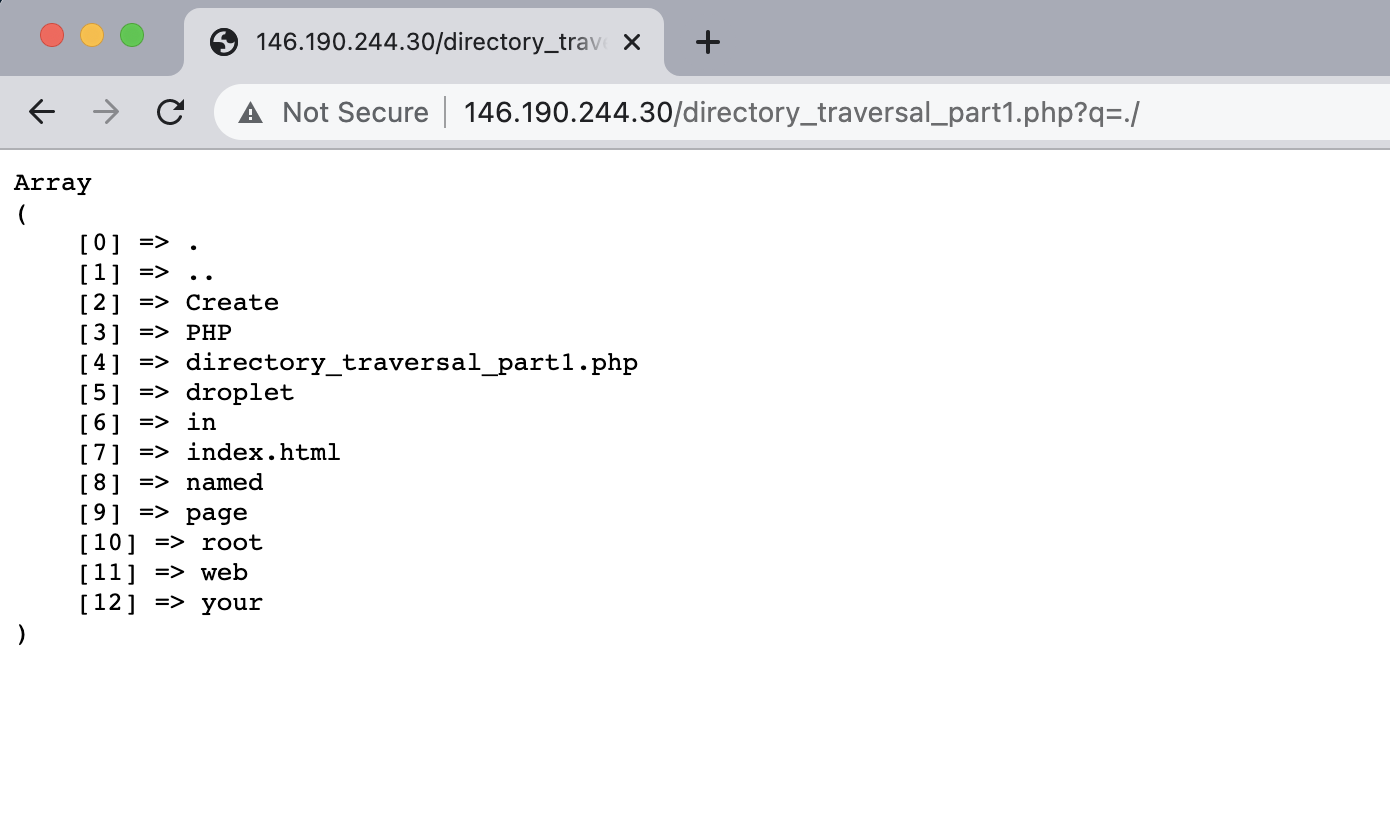 146.190.244.30/directory_trav
Not Secure 146.190.244.30/directory_traversal_part1.php?q=./
Array
(
    [0] => .
    [1] => ..
    [2] => Create
    [3] => PHP
    [4] => directory_traversal_part1.php
    [5] => droplet
    [6] => in
    [7] => index.html
    [8] => named
    [9] => page
    [10] => root
    [11] => web
    [12] => your
)